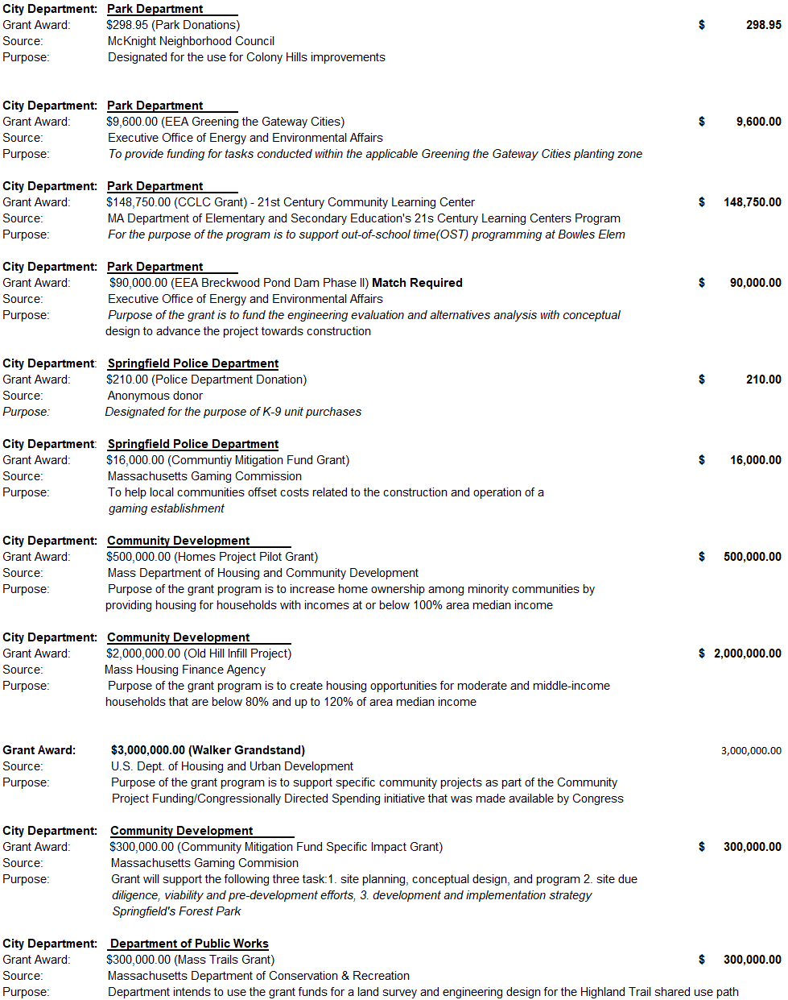 City Department: Park Department
Grant Award: $298.95 (Park Donations) $ 298.95
Source: McKnight Neighborhood Council
Purpose: Designated for the use for Colony Hills improvements
City Department: Park Department
Grant Award: $9,600.00 (EEA Greening the Gateway Cities) $ 9,600.00
Source: Executive Office of Energy and Environmental Affairs
Purpose: To provide funding for tasks conducted within the applicable Greening the Gateway Cities planting zone
City Department: Park Department
Grant Award: $148,750.00 (CCLC Grant) - 21st Century Community Learning Center $ 148,750.00
Source: MA Department of Elementary and Secondary Education's 21s Century Learning Centers Program
Purpose: For the purpose of the program is to support out-of-school time(OST) programming at Bowles Elem
City Department: Park Department
Grant Award: $90,000.00 (EEA Breckwood Pond Dam Phase II) Match Required $ 90,000.00
Source: Executive Office of Energy and Environmental Affairs
Purpose: Purpose of the grant is to fund the engineering evaluation and alternatives analysis with conceptual
design to advance the project towards construction
City Department: Springfield Police Department
Grant Award: $210.00 (Police Department Donation) $ 210.00
Source: Anonymous donor
Purpose: Designated for the purpose of K-9 unit purchases
City Department: Springfield Police Department
Grant Award: $16,000.00 (Communtiy Mitigation Fund Grant) $ 16,000.00
Source: Massachusetts Gaming Commission
Purpose: To help local communities offset costs related to the construction and operation of a
gaming establishment
City Department: Community Development
Grant Award: $500,000.00 (Homes Project Pilot Grant) $ 500,000.00
Source: Mass Department of Housing and Community Development
Purpose: Purpose of the grant program is to increase home ownership among minority communities by
providing housing for households with incomes at or below 100% area median income
City Department: Community Development
Grant Award: $2,000,000.00 (Old Hill Infill Project) $ 2,000,000.00
Source: Mass Housing Finance Agency
Purpose: Purpose of the grant program is to create housing opportunities for moderate and middle-income
households that are below 80% and up to 120% of area median income
Grant Award: $3,000,000.00 (Walker Grandstand) 3,000,000.00
Source: U.S. Dept. of Housing and Urban Development
Purpose: Purpose of the grant program is to support specific community projects as part of the Community
Project Funding/Congressionally Directed Spending initiative that was made available by Congress
City Department: Community Development
Grant Award: $300,000.00 (Community Mitigation Fund Specific Impact Grant) $ 300,000.00
Source: Massachusetts Gaming Commision
Purpose: Grant will support the following three task:1. site planning, conceptual design, and program 2. site due
diligence, viability and pre-development efforts, 3. development and implementation strategy
Springfield's Forest Park
City Department: Department of Public Works
Grant Award: $300,000.00 (Mass Trails Grant) $ 300,000.00
Source: Massachusetts Department of Conservation & Recreation
Purpose: Department intends to use the grant funds for a land survey and engineering design for the Highland Trail shared use path